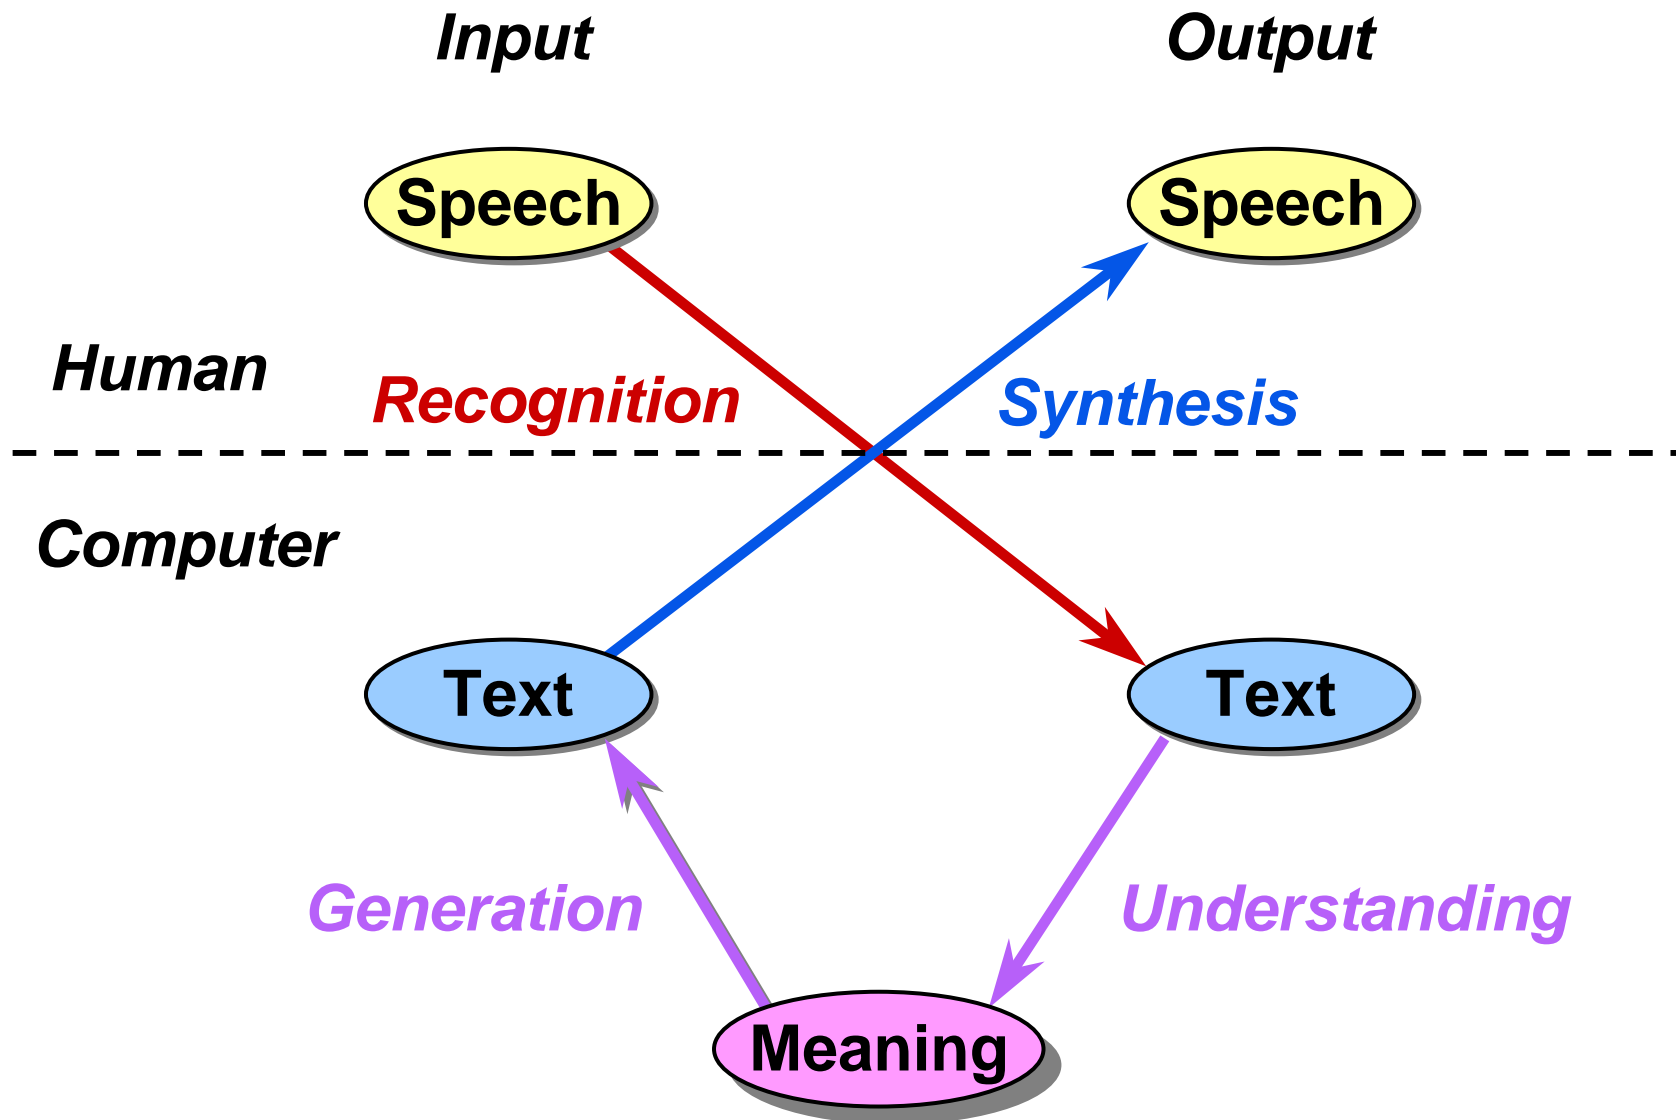 Input Output
Speech Speech
Human
Recognition Synthesis
Computer
Text Text
Generation Understanding
Meaning